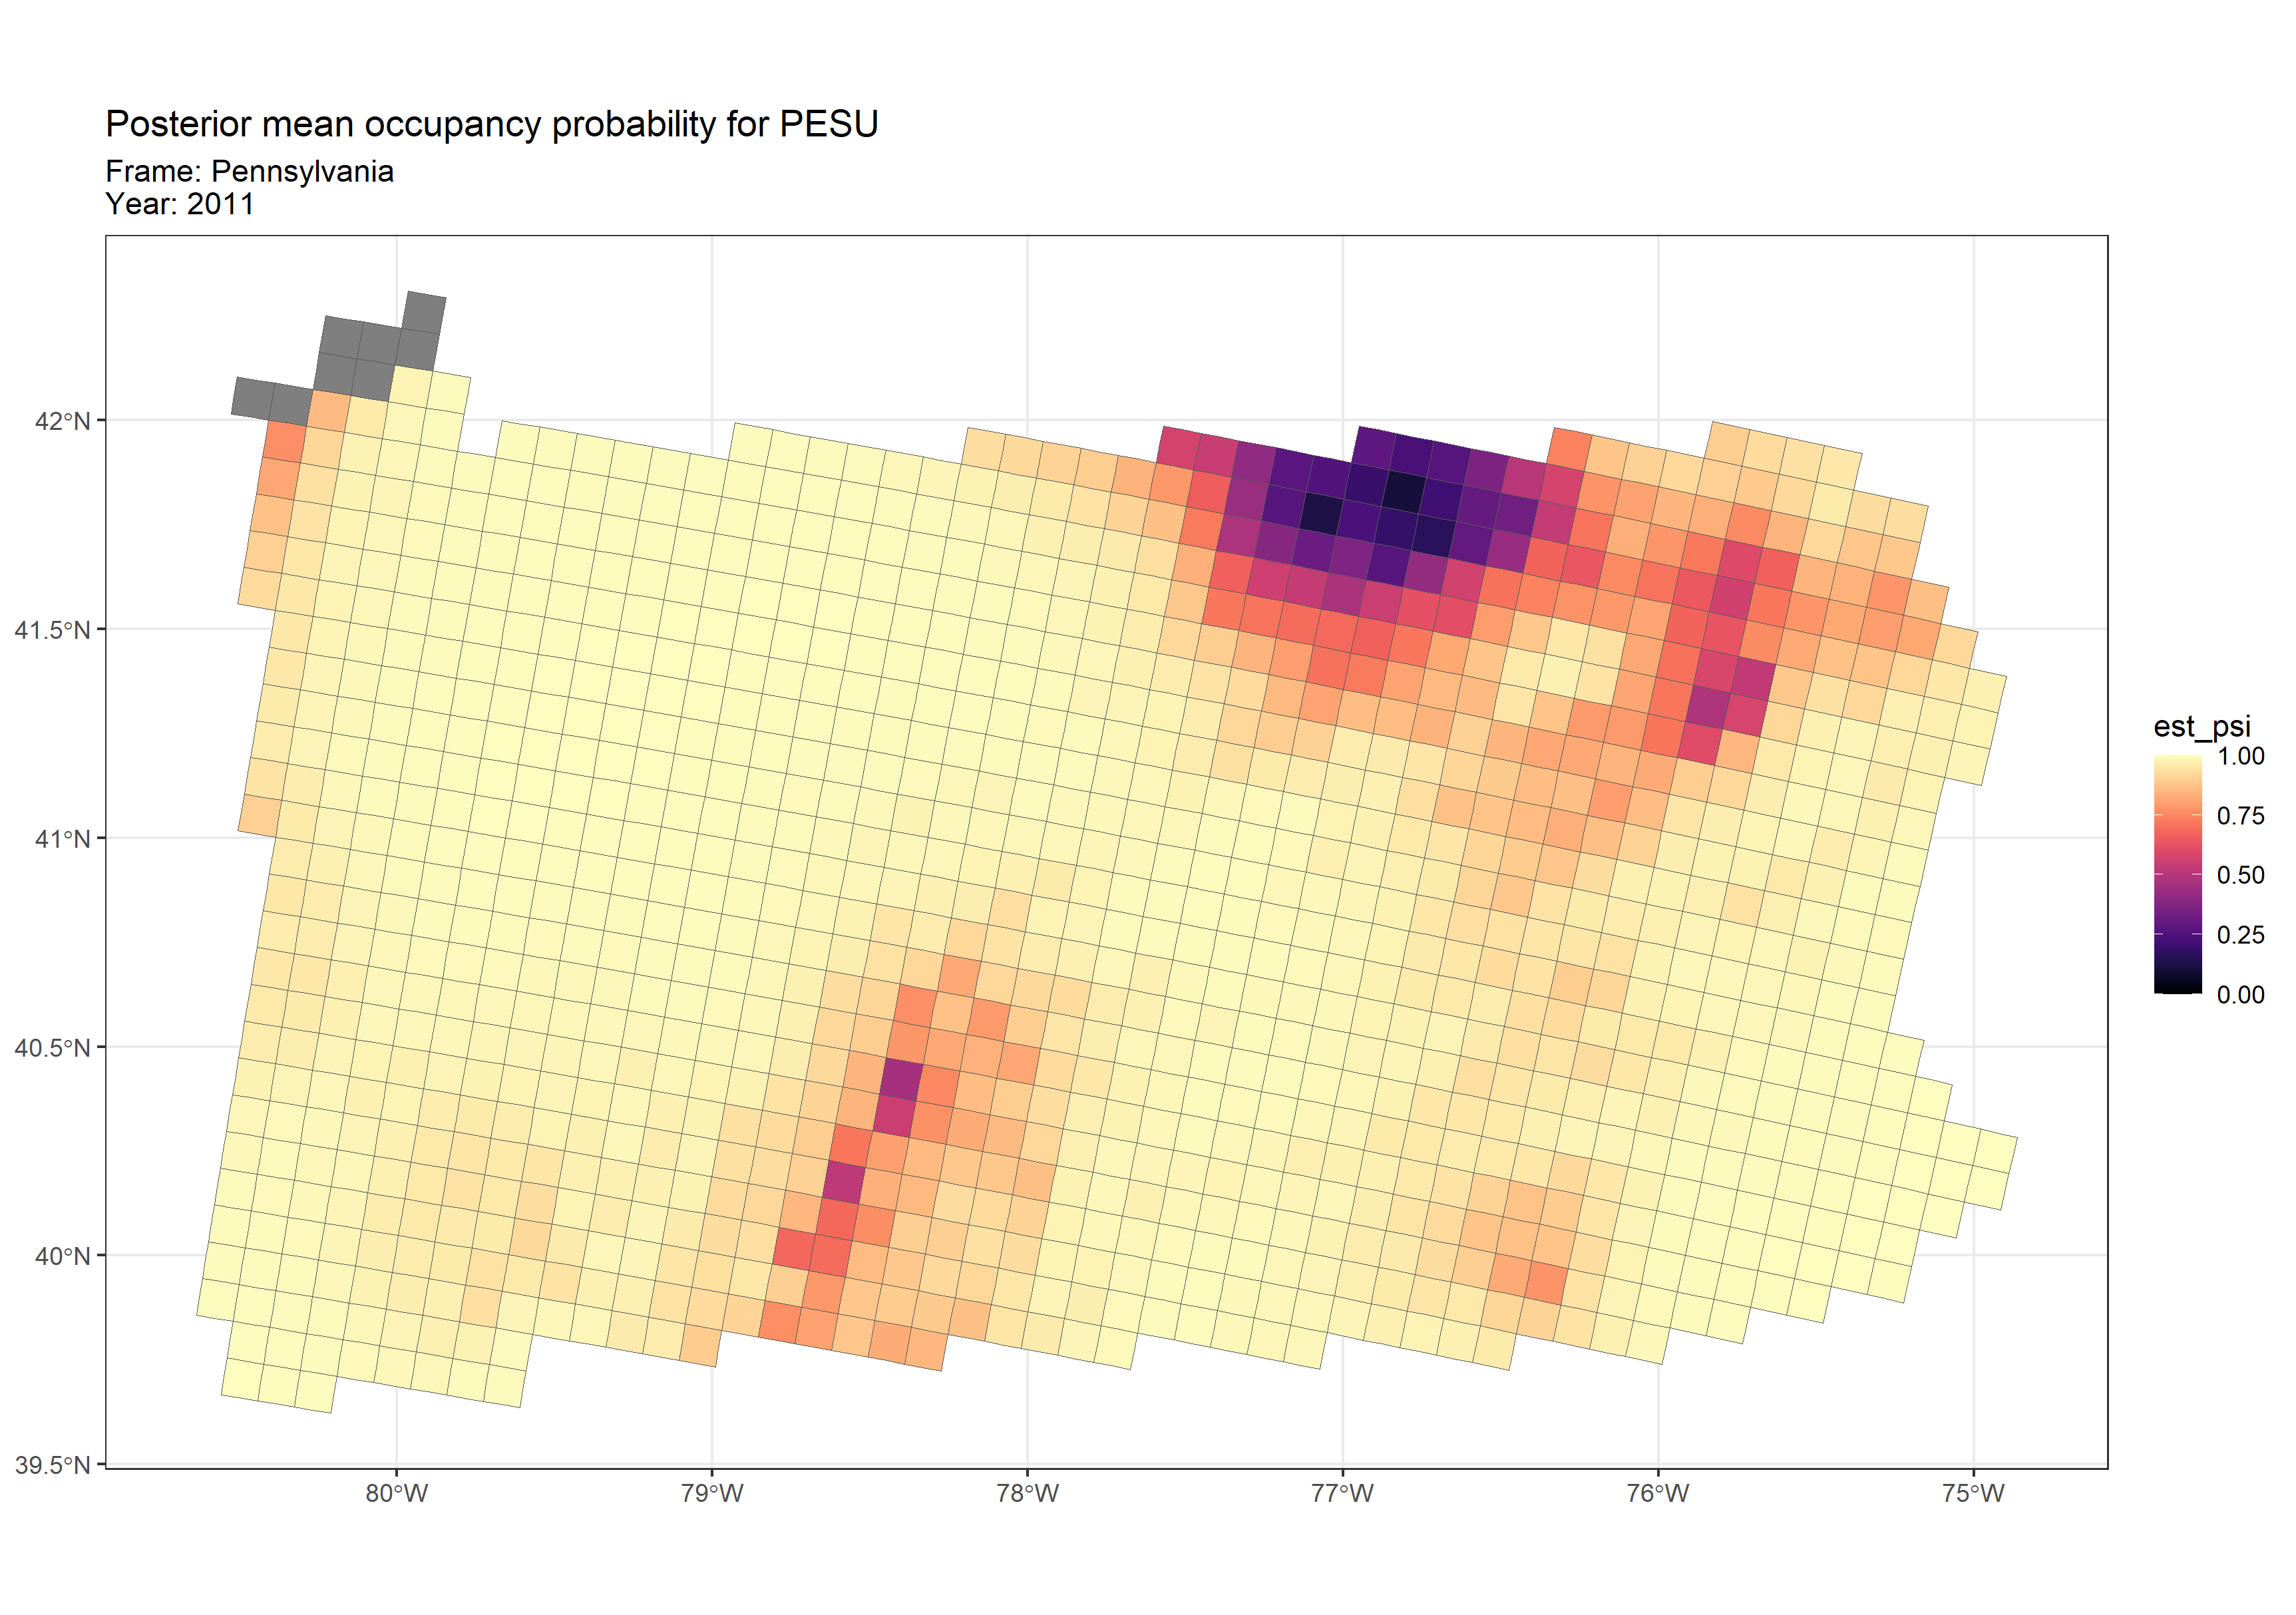 Posterior mean occupancy probability for PESU
Frame: Pennsylvania
Year: 2011
42°N
41.5°N
41°N
40.5°N
40°N
39.5°N
80°W
79°W
78°W
77°W
76°W
75°W
est_psi
1.00
0.75
0.50
0.25
0.00